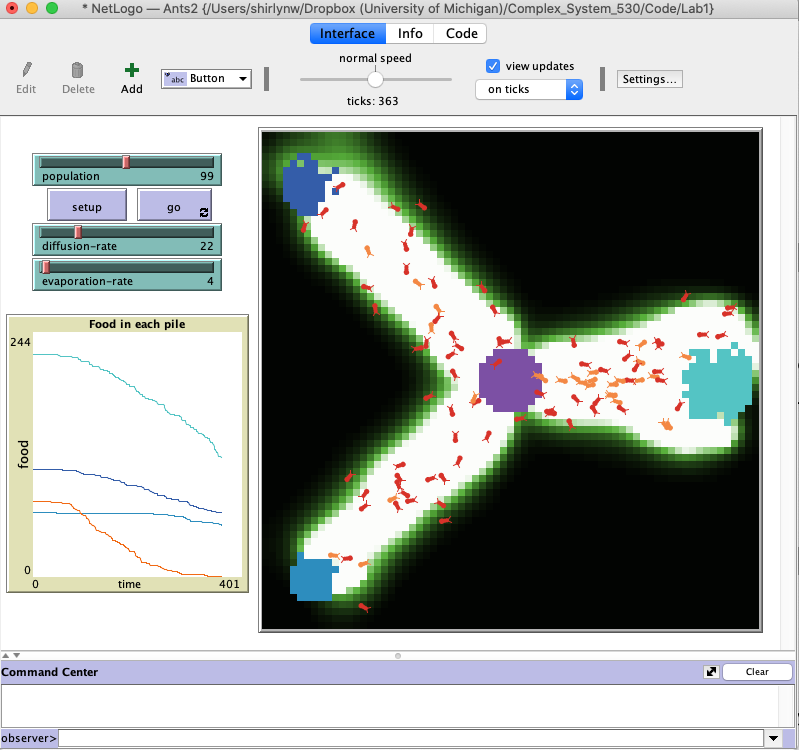 * NetLogo — Ants2 {/Users/shirlynw/Dropbox (University of Michigan)/Complex_System_530/Code/Lab1}
Interface Info Code
Edit Delete Add abc Button
normal speed
ticks: 363
view updates
on ticks
Settings...
population 99
setup go
diffusion-rate 22
evaporation-rate 4
Food in each pile
244
food
0
0 time 401
Command Center Clear
observer>